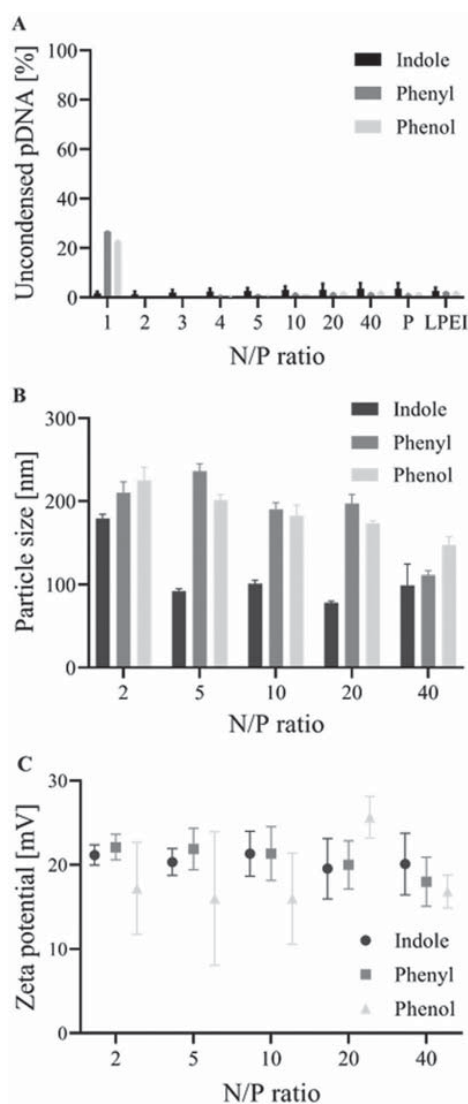 A
Uncondensed pDNA [%]
100
80
60
40
20
0
Indole
Phenyl
Phenol
1 2 3 4 5 10 20 40 P LPEI
N/P ratio
B
Particle size [nm]
300
200
100
0
Indole
Phenyl
Phenol
2 5 10 20 40
N/P ratio
C
Zeta potential [mV]
30
20
10
0
Indole
Phenyl
Phenol
2 5 10 20 40
N/P ratio